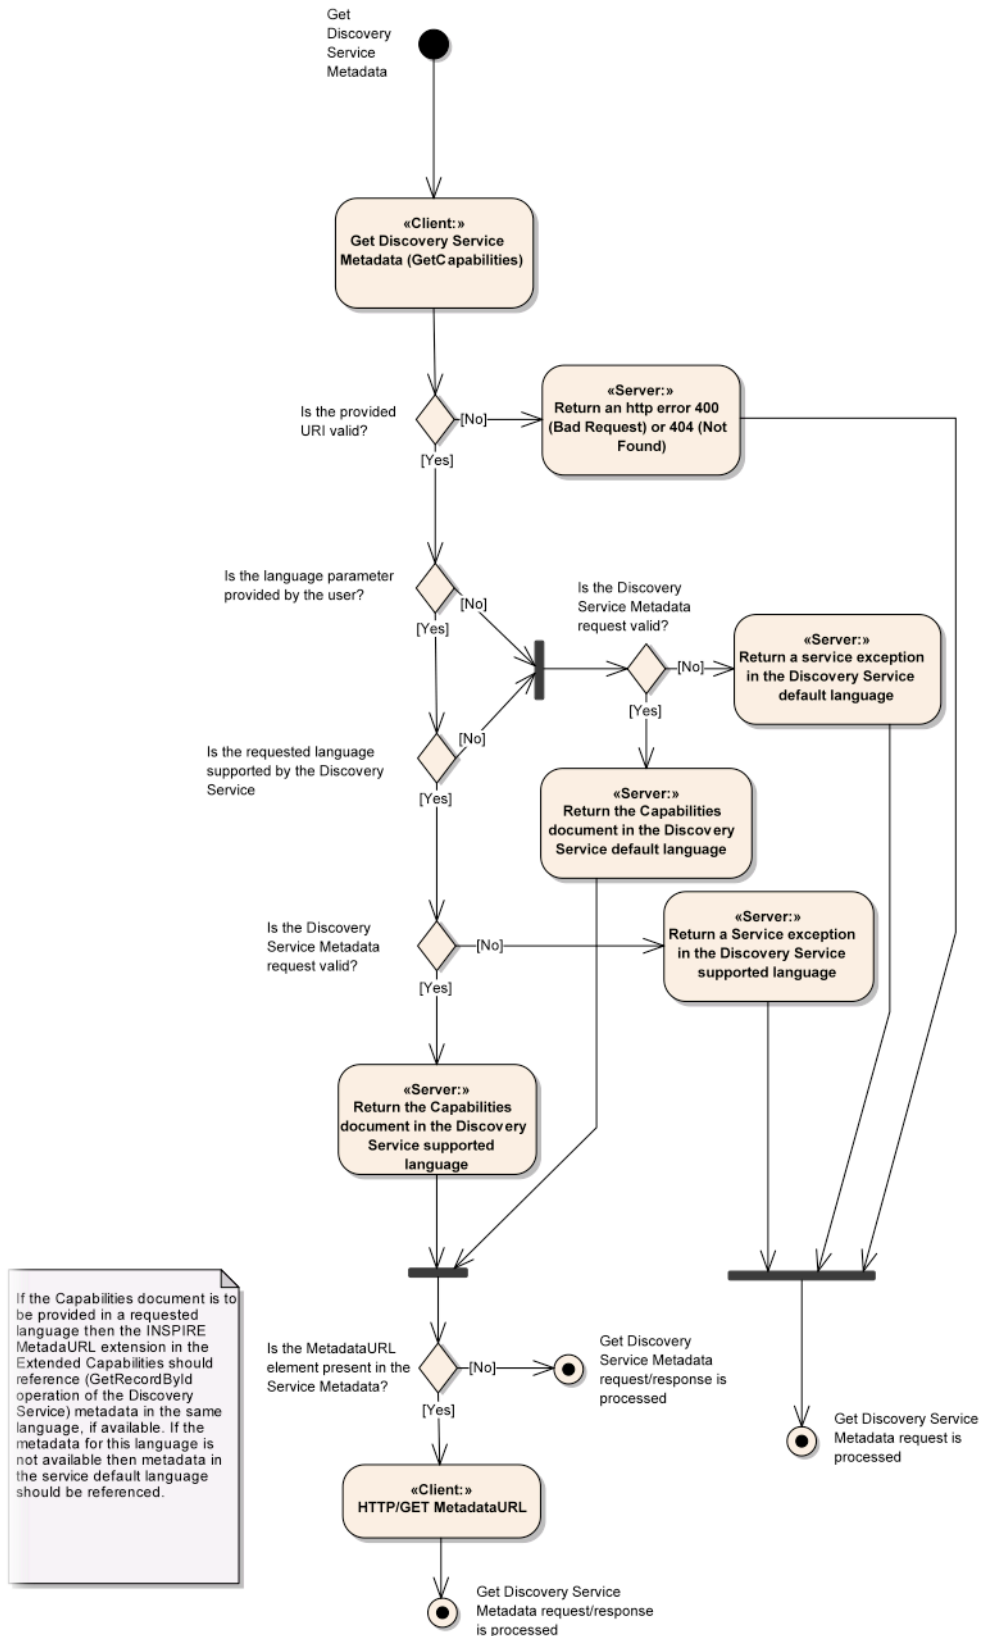 Get
Discovery
Service
Metadata
«Client:»
Get Discovery Service
Metadata (GetCapabilities)
Is the provided
URI valid?
[No]
[Yes]
«Server:»
Return an http error 400
(Bad Request) or 404 (Not
Found)
Is the language parameter
provided by the user?
[No]
[Yes]
Is the Discovery
Service Metadata
request valid?
[No]
[Yes]
«Server:»
Return a service exception
in the Discovery Service
default language
Is the requested language
supported by the Discovery
Service
[No]
[Yes]
«Server:»
Return the Capabilities
document in the Discovery
Service default language
Is the Discovery
Service Metadata
request valid?
[No]
[Yes]
«Server:»
Return a Service exception
in the Discovery Service
supported language
«Server:»
Return the Capabilities
document in the Discovery
Service supported
language
If the Capabilities document is to
be provided in a requested
language then the INSPIRE
MetadaURL extension in the
Extended Capabilities should
reference (GetRecordById
operation of the Discovery
Service) metadata in the same
language, if available. If the
metadata for this language is
not available then metadata in
the service default language
should be referenced.
Is the MetadataURL
element present in the
Service Metadata?
[No]
[Yes]
Get Discovery
Service Metadata
request/response is
processed
Get Discovery Service
Metadata request is
processed
«Client:»
HTTP/GET MetadataURL
Get Discovery Service
Metadata request/response
is processed